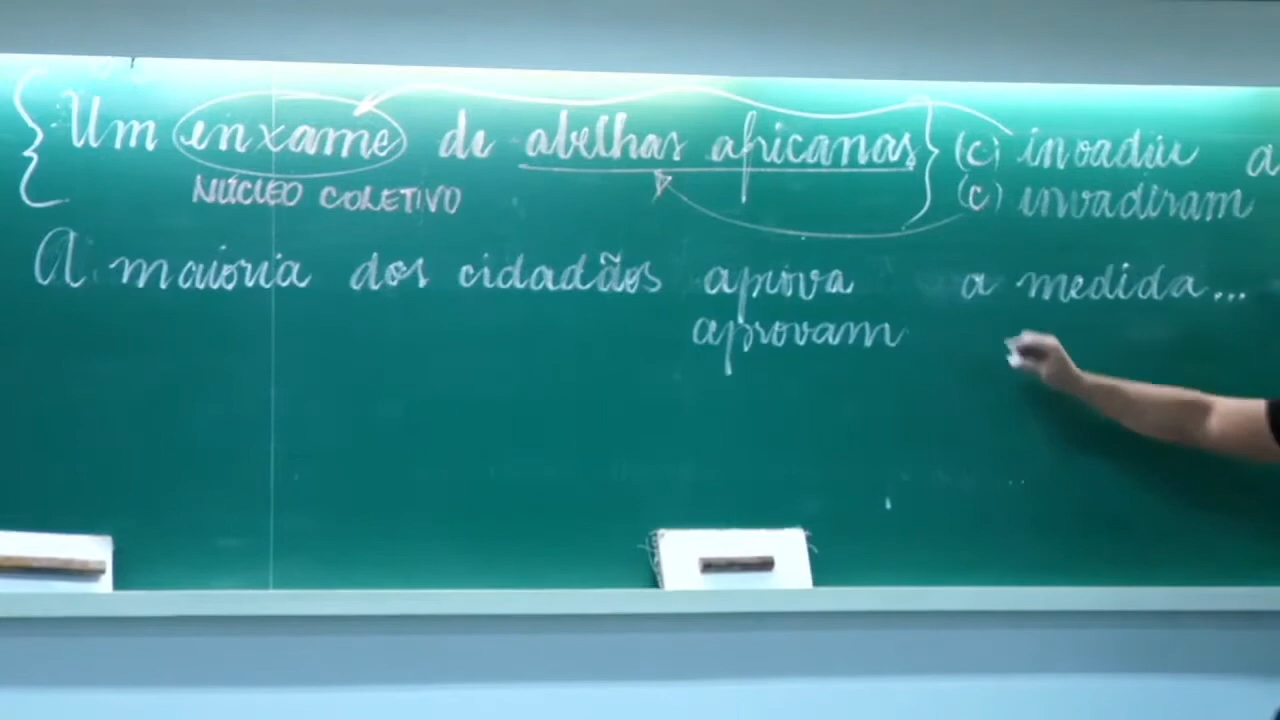 Um enxame de abelhas africanas (c) invadiu a
NÚCLEO COLETIVO (c) invadiram
A maioria dos cidadãos aprova a medida...
aprovam